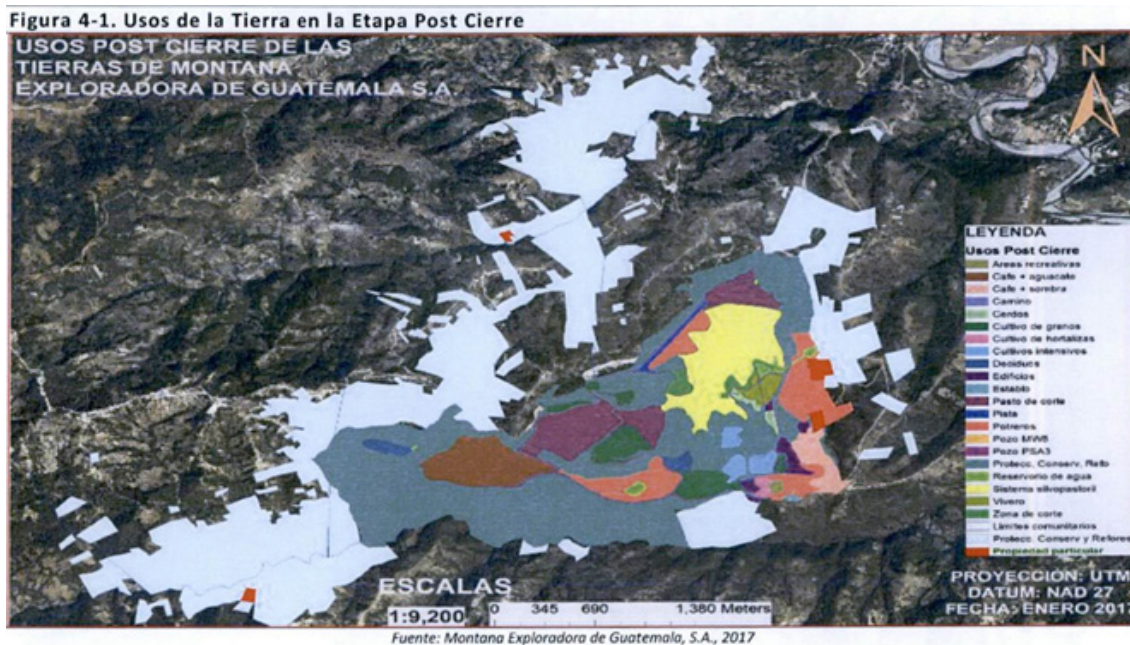 Figura 4-1. Usos de la Tierra en la Etapa Post Cierre
USOS POST CIERRE DE LAS
TIERRAS DE MONTANA
EXPLORADORA DE GUATEMALA S.A.
N
LEYENDA
Usos Post Cierre
Areas recreativas
Cafe + aguacate
Cafe + sombra
Camino
Cerdos
Cultivo de granos
Cultivo de hortalizas
Cultivos intensivos
Deciduos
Edificios
Establo
Pasto de corte
Pista
Potreros
Pozo MW5
Pozo PSA3
Protecc. Conserv, Refo
Reservorio de agua
Sistema silvopastoril
Vivero
Zona de corte
Limites comunitarios
Protecc. Conserv y Refores
Propiedad particular
PROYECCIÓN: UTM
DATUM: NAD 27
FECHA: ENERO 2017
ESCALAS
1:9,200
0 345 690 1,380 Meters
Fuente: Montana Exploradora de Guatemala, S.A., 2017